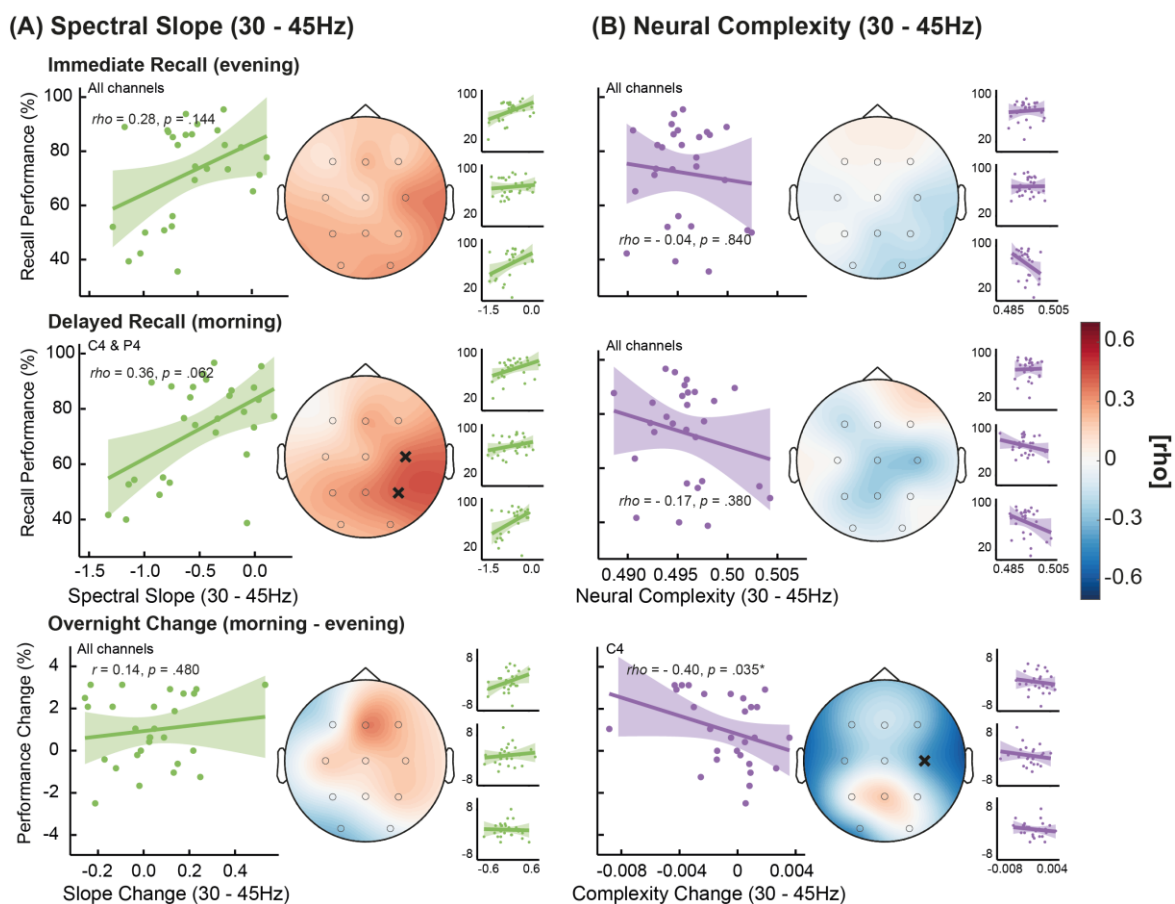 (A) Spectral Slope (30 - 45Hz)
(B) Neural Complexity (30 - 45Hz)
Immediate Recall (evening)
All channels
rho = 0.28, p = .144
Recall Performance (%)
100
80
60
40
100
20
100
20
100
20
-1.5 0.0
All channels
rho = - 0.04, p = .840
Recall Performance (%)
100
20
100
20
100
20
0.485 0.505
Delayed Recall (morning)
C4 & P4
rho = 0.36, p = .062
Recall Performance (%)
100
80
60
40
-1.5 -1.0 -0.5 0.0
Spectral Slope (30 - 45Hz)
100
20
100
20
100
20
-1.5 0.0
All channels
rho = - 0.17, p = .380
Recall Performance (%)
0.490 0.495 0.50 0.505
Neural Complexity (30 - 45Hz)
100
20
100
20
100
20
0.485 0.505
0.6
0.3
0
-0.3
-0.6
[rho]
Overnight Change (morning - evening)
All channels
r = 0.14, p = .480
Performance Change (%)
4
2
0
-2
-4
-0.2 0.0 0.2 0.4
Slope Change (30 - 45Hz)
8
-8
8
-8
8
-8
-0.6 0.6
C4
rho = - 0.40, p = .035*
Performance Change (%)
-0.008 -0.004 0 0.004
Complexity Change (30 - 45Hz)
8
-8
8
-8
8
-8
-0.008 0.004